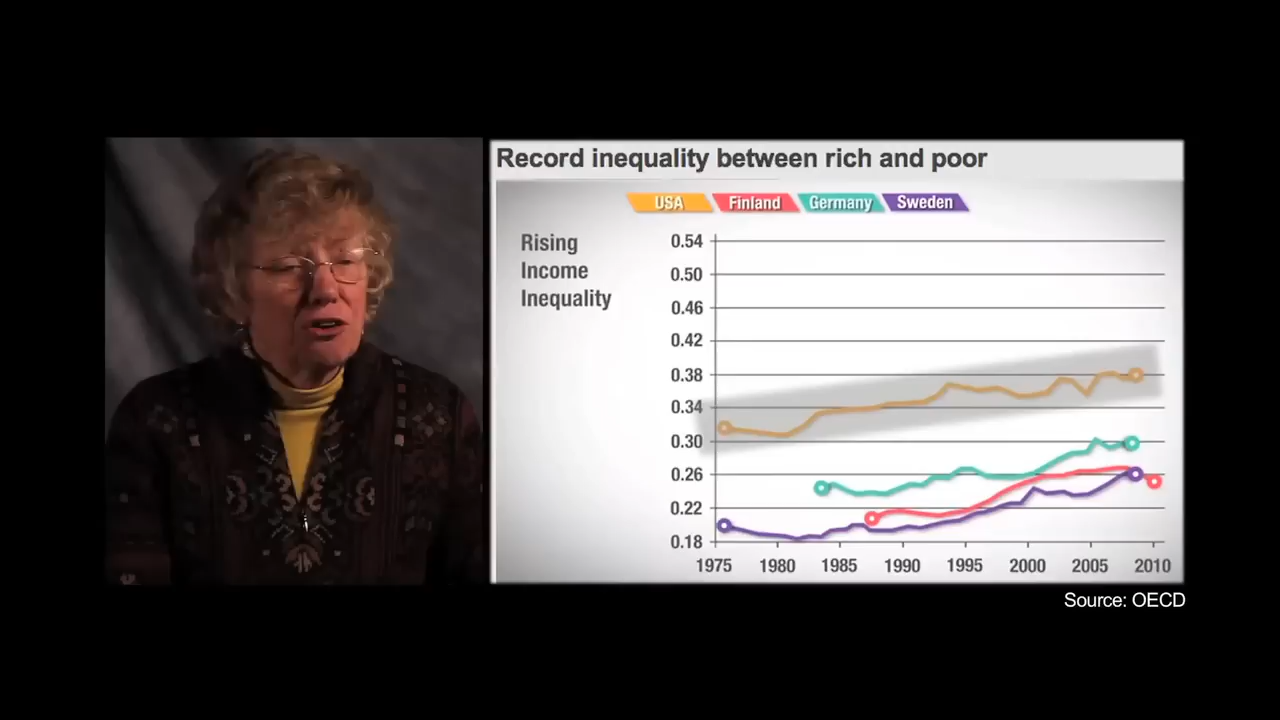 Record inequality between rich and poor
USA Finland Germany Sweden
Rising
Income
Inequality
0.54
0.50
0.46
0.42
0.38
0.34
0.30
0.26
0.22
0.18
1975 1980 1985 1990 1995 2000 2005 2010
Source: OECD